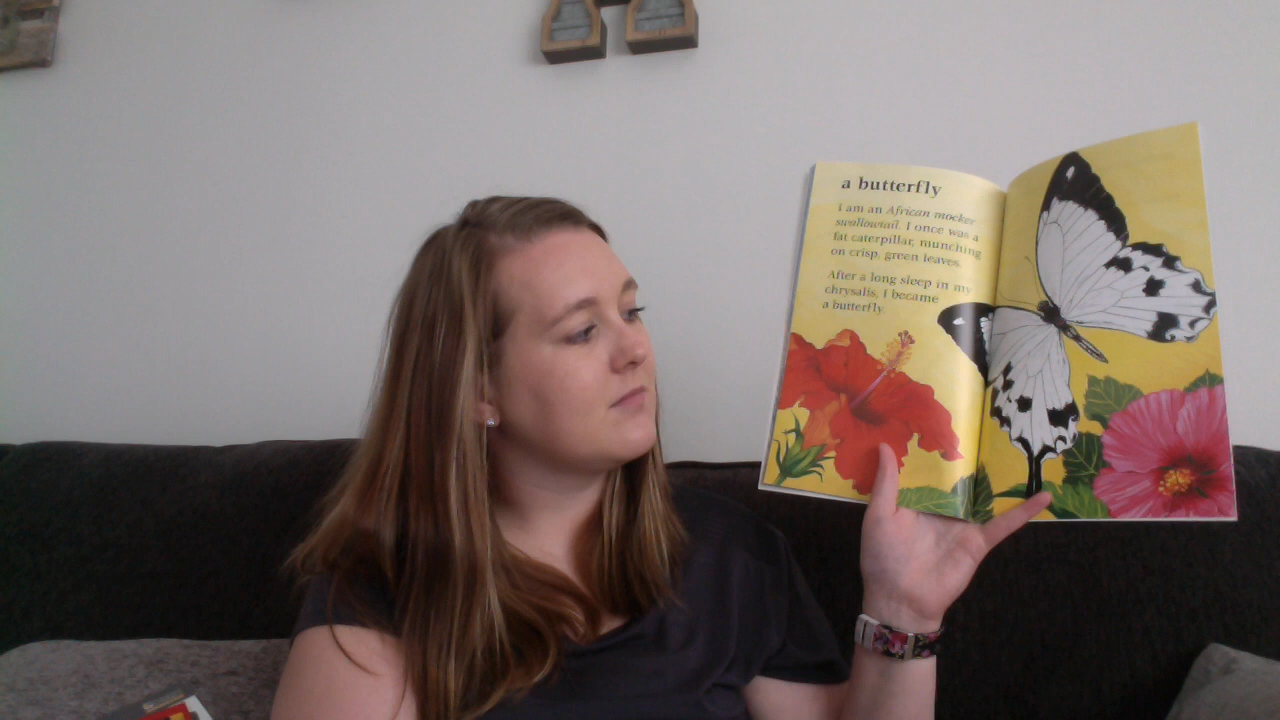 a butterfly
I am an African mocker
swallowtail. I once was a
fat caterpillar, munching
on crisp, green leaves.
After a long sleep in my
chrysalis, I became
a butterfly.